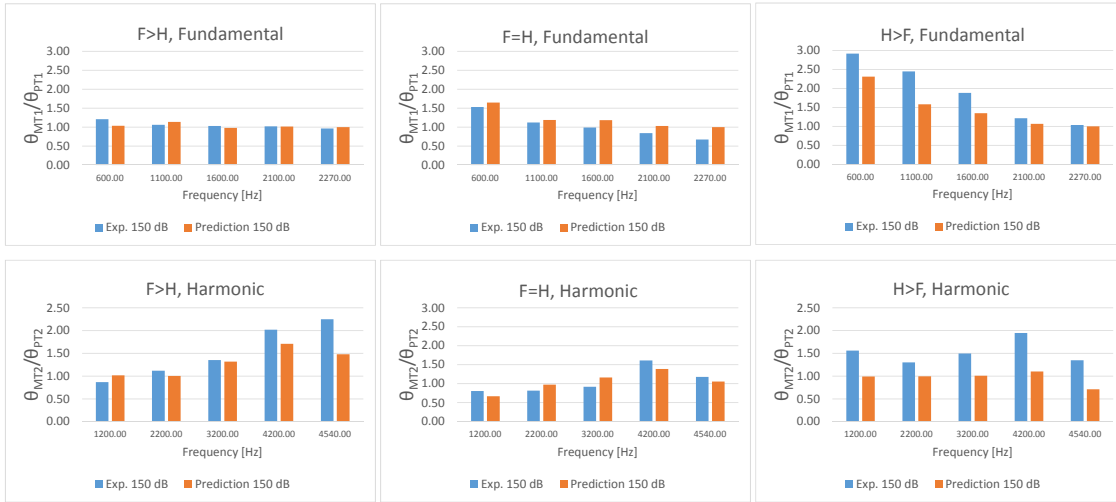 F>H, Fundamental
θMT1/θPT1
3.00
2.50
2.00
1.50
1.00
0.50
0.00
600.00 1100.00 1600.00 2100.00 2270.00
Frequency [Hz]
Exp. 150 dB Prediction 150 dB
F=H, Fundamental
θMT1/θPT1
3.00
2.50
2.00
1.50
1.00
0.50
0.00
600.00 1100.00 1600.00 2100.00 2270.00
Frequency [Hz]
Exp. 150 dB Prediction 150 dB
H>F, Fundamental
θMT1/θPT1
3.00
2.50
2.00
1.50
1.00
0.50
0.00
600.00 1100.00 1600.00 2100.00 2270.00
Frequency [Hz]
Exp. 150 dB Prediction 150 dB
F>H, Harmonic
θMT2/θPT2
2.50
2.00
1.50
1.00
0.50
0.00
1200.00 2200.00 3200.00 4200.00 4540.00
Frequency [Hz]
Exp. 150 dB Prediction 150 dB
F=H, Harmonic
θMT2/θPT2
3.00
2.50
2.00
1.50
1.00
0.50
0.00
1200.00 2200.00 3200.00 4200.00 4540.00
Frequency [Hz]
Exp. 150 dB Prediction 150 dB
H>F, Harmonic
θMT2/θPT2
2.50
2.00
1.50
1.00
0.50
0.00
1200.00 2200.00 3200.00 4200.00 4540.00
Frequency [Hz]
Exp. 150 dB Prediction 150 dB